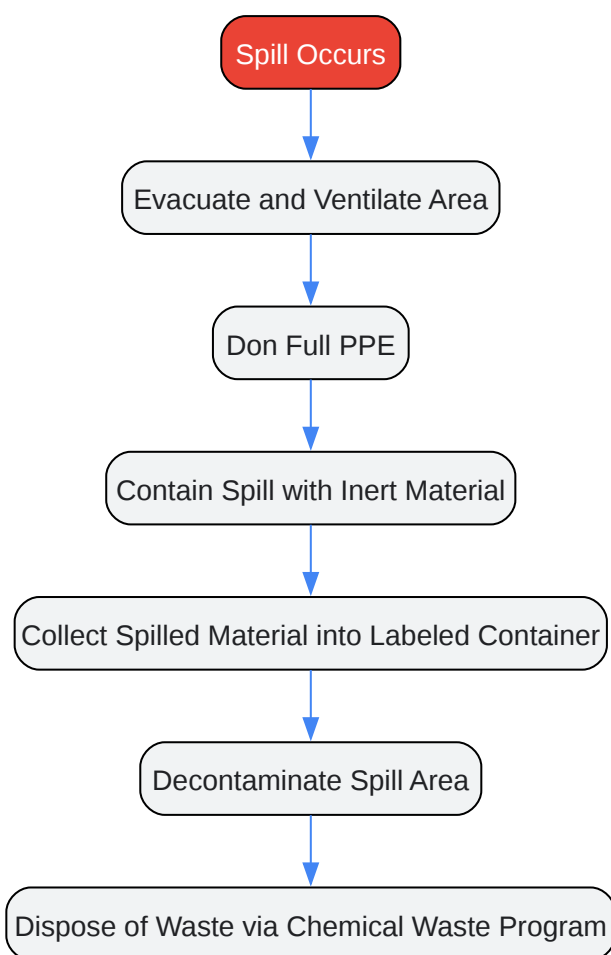 Spill Occurs
Evacuate and Ventilate Area
Don Full PPE
Contain Spill with Inert Material
Collect Spilled Material into Labeled Container
Decontaminate Spill Area
Dispose of Waste via Chemical Waste Program